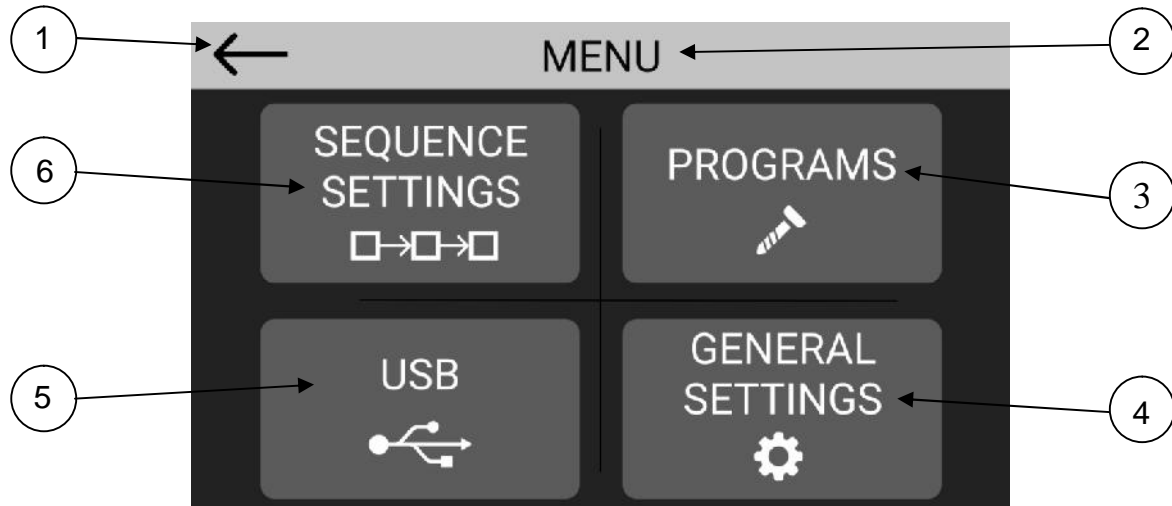 1
MENU
2
SEQUENCE
SETTINGS
6
PROGRAMS
3
USB
5
GENERAL
SETTINGS
4